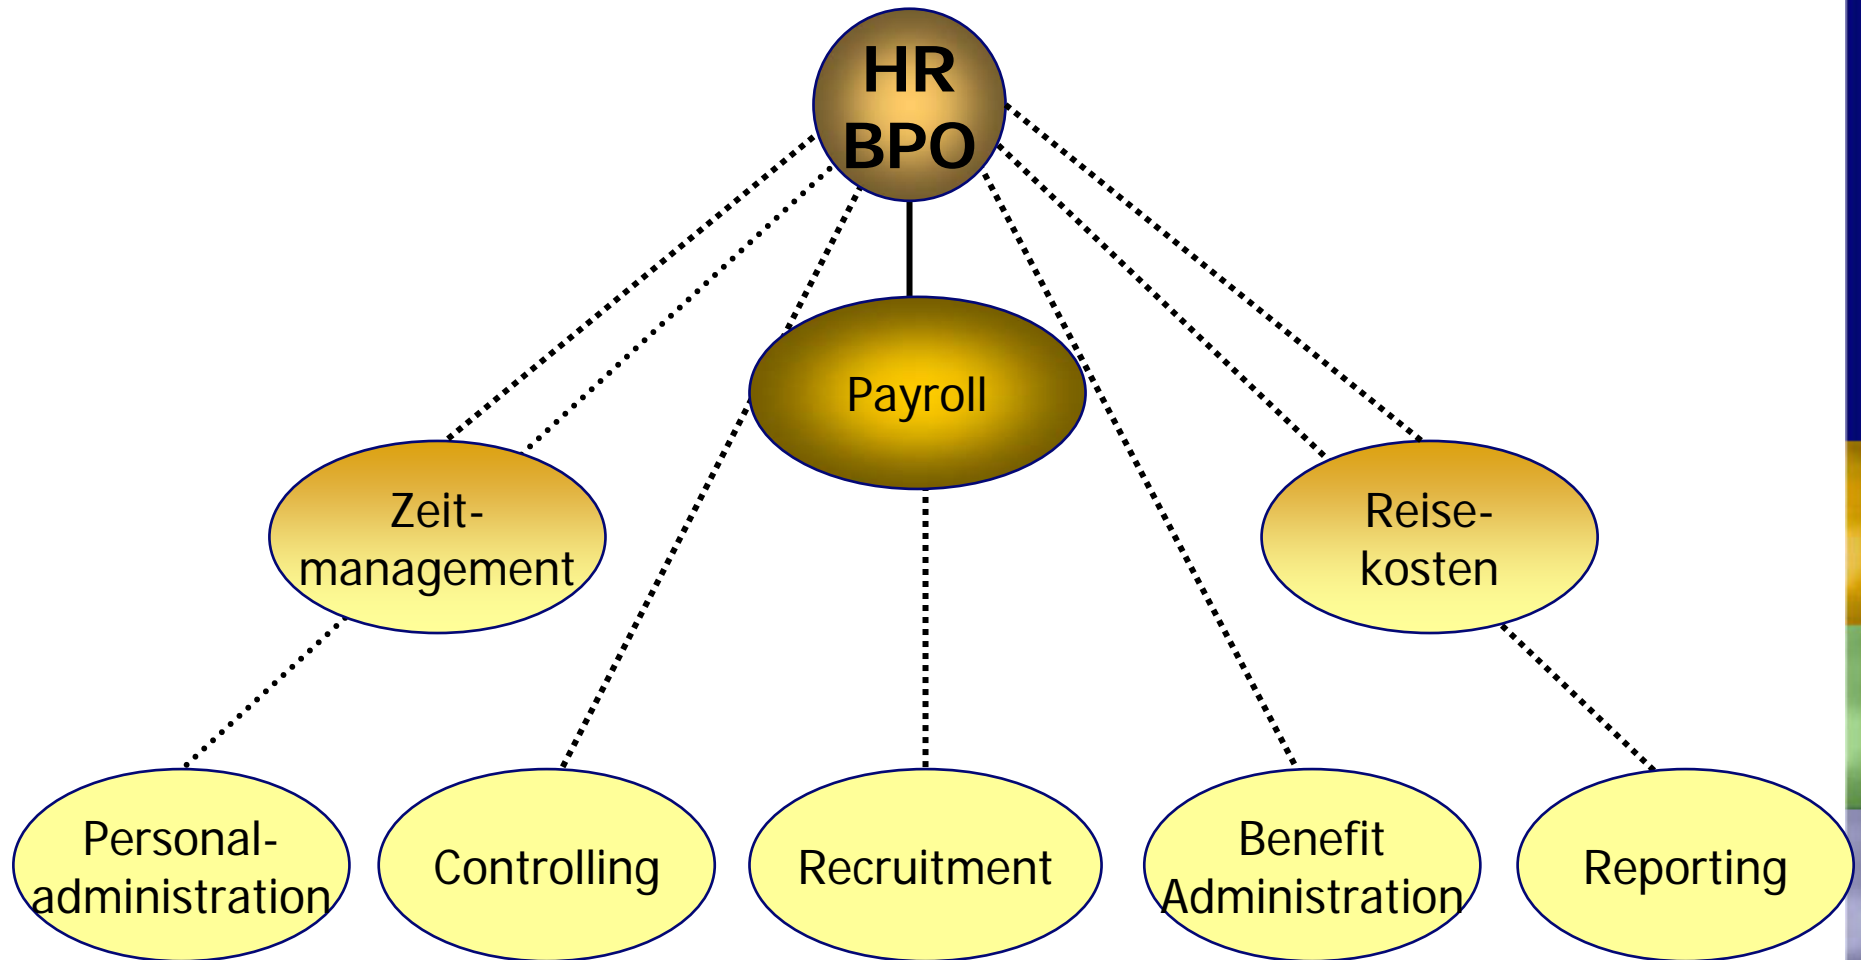 HR
BPO
Payroll
Zeit-
management
Reise-
kosten
Personal-
administration
Controlling
Recruitment
Benefit
Administration
Reporting